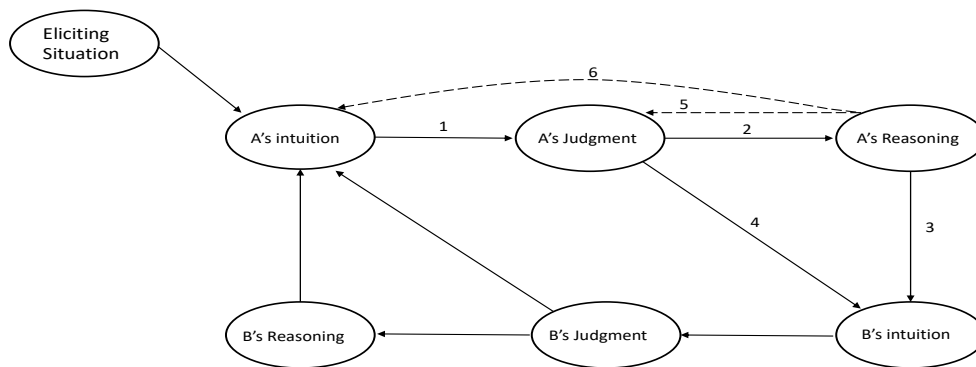 Eliciting
Situation
6
5
A's intuition
1
A's Judgment
2
A's Reasoning
4
3
B's Reasoning
B's Judgment
B's intuition